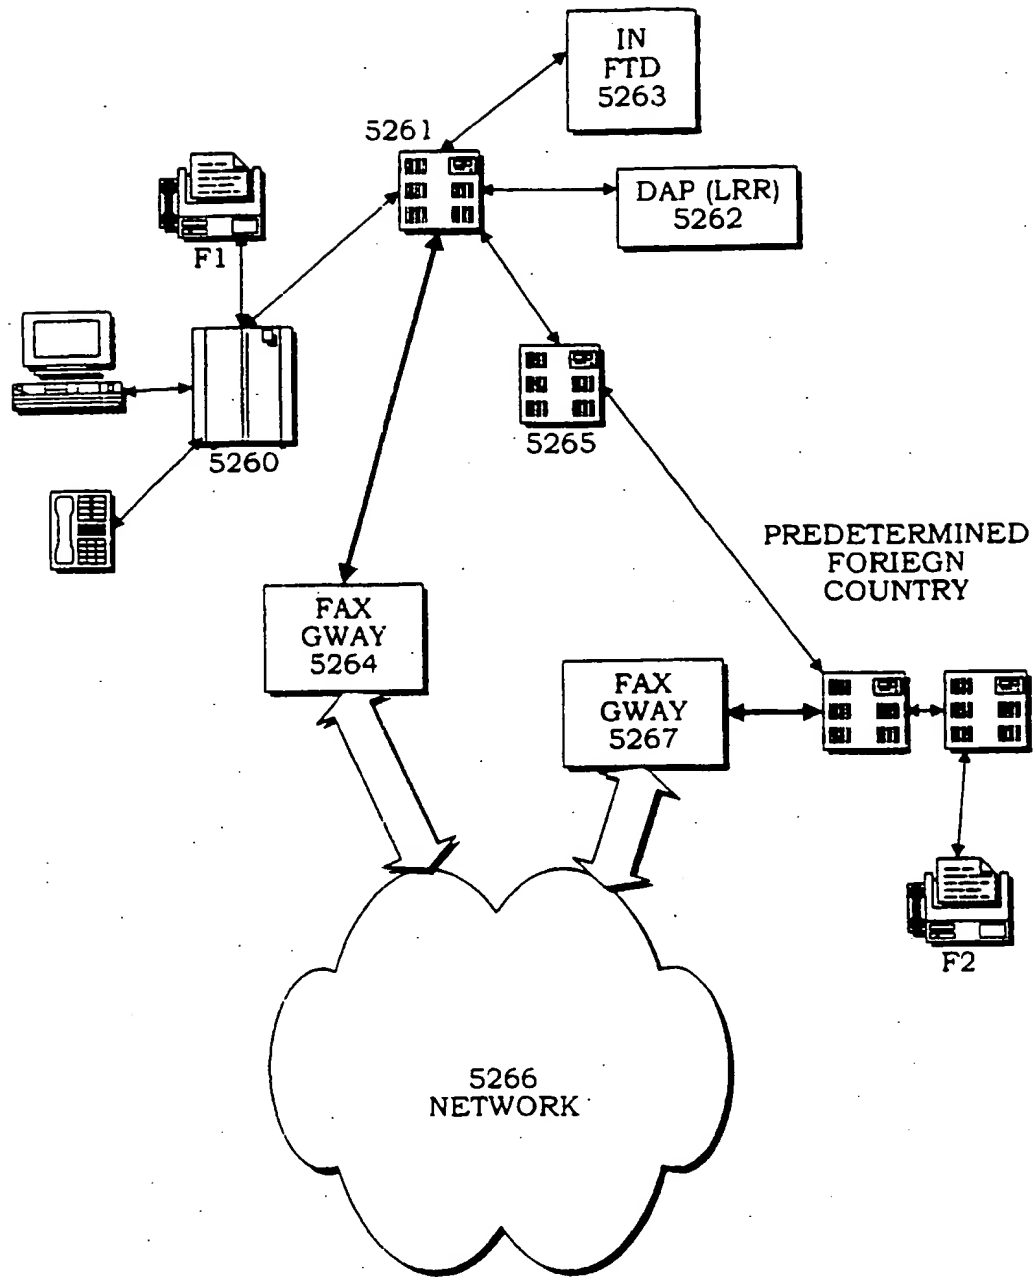 IN
FTD
5263
5261
DAP (LRR)
5262
F1
5265
5260
PREDETERMINED
FORIEGN
COUNTRY
FAX
GWAY
5264
FAX
GWAY
5267
F2
5266
NETWORK